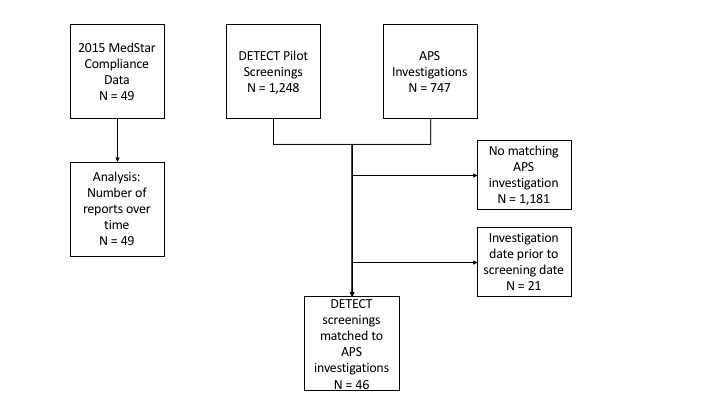 2015 MedStar
Compliance
Data
N = 49
DETECT Pilot
Screenings
N = 1,248
APS
Investigations
N = 747
No matching
APS
investigation
N = 1,181
Analysis:
Number of
reports over
time
N = 49
Investigation
date prior to
screening date
N = 21
DETECT
screenings
matched to
APS
investigations
N = 46